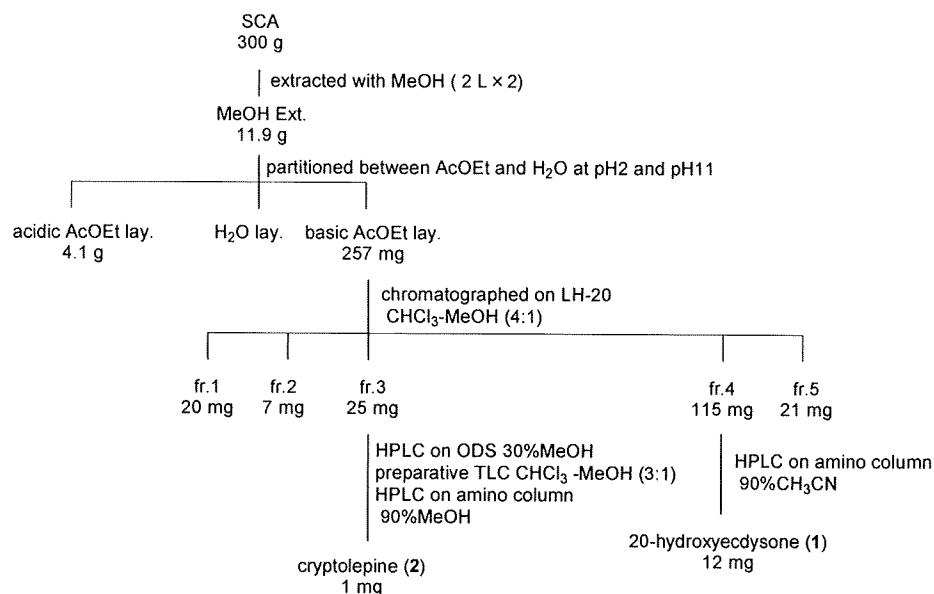 SCA
300 g
extracted with MeOH ( 2 L × 2)
MeOH Ext.
11.9 g
partitioned between AcOEt and H₂O at pH2 and pH11
acidic AcOEt lay.
4.1 g
H₂O lay.
basic AcOEt lay.
257 mg
chromatographed on LH-20
CHCl₃-MeOH (4:1)
fr.1
20 mg
fr.2
7 mg
fr.3
25 mg
fr.4
115 mg
fr.5
21 mg
HPLC on ODS 30%MeOH
preparative TLC CHCl₃ -MeOH (3:1)
HPLC on amino column
90%MeOH
HPLC on amino column
90%CH₃CN
cryptolepine (2)
1 mg
20-hydroxyecdysone (1)
12 mg